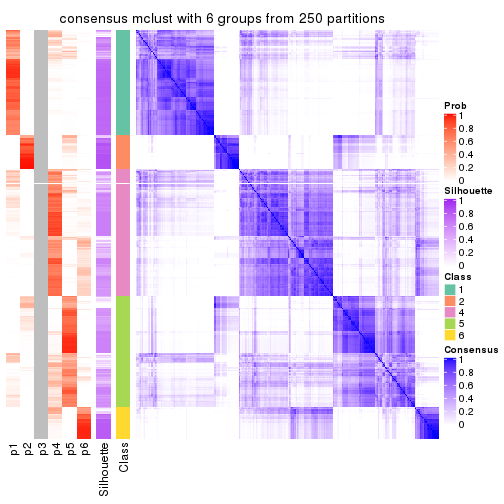 consensus mclust with 6 groups from 250 partitions
Prob
1
0.8
0.6
0.4
0.2
0
Silhouette
1
0.8
0.6
0.4
0.2
0
Class
1
2
4
5
6
Consensus
1
0.8
0.6
0.4
0.2
0
p1
p2
p3
p4
p5
p6
Silhouette
Class